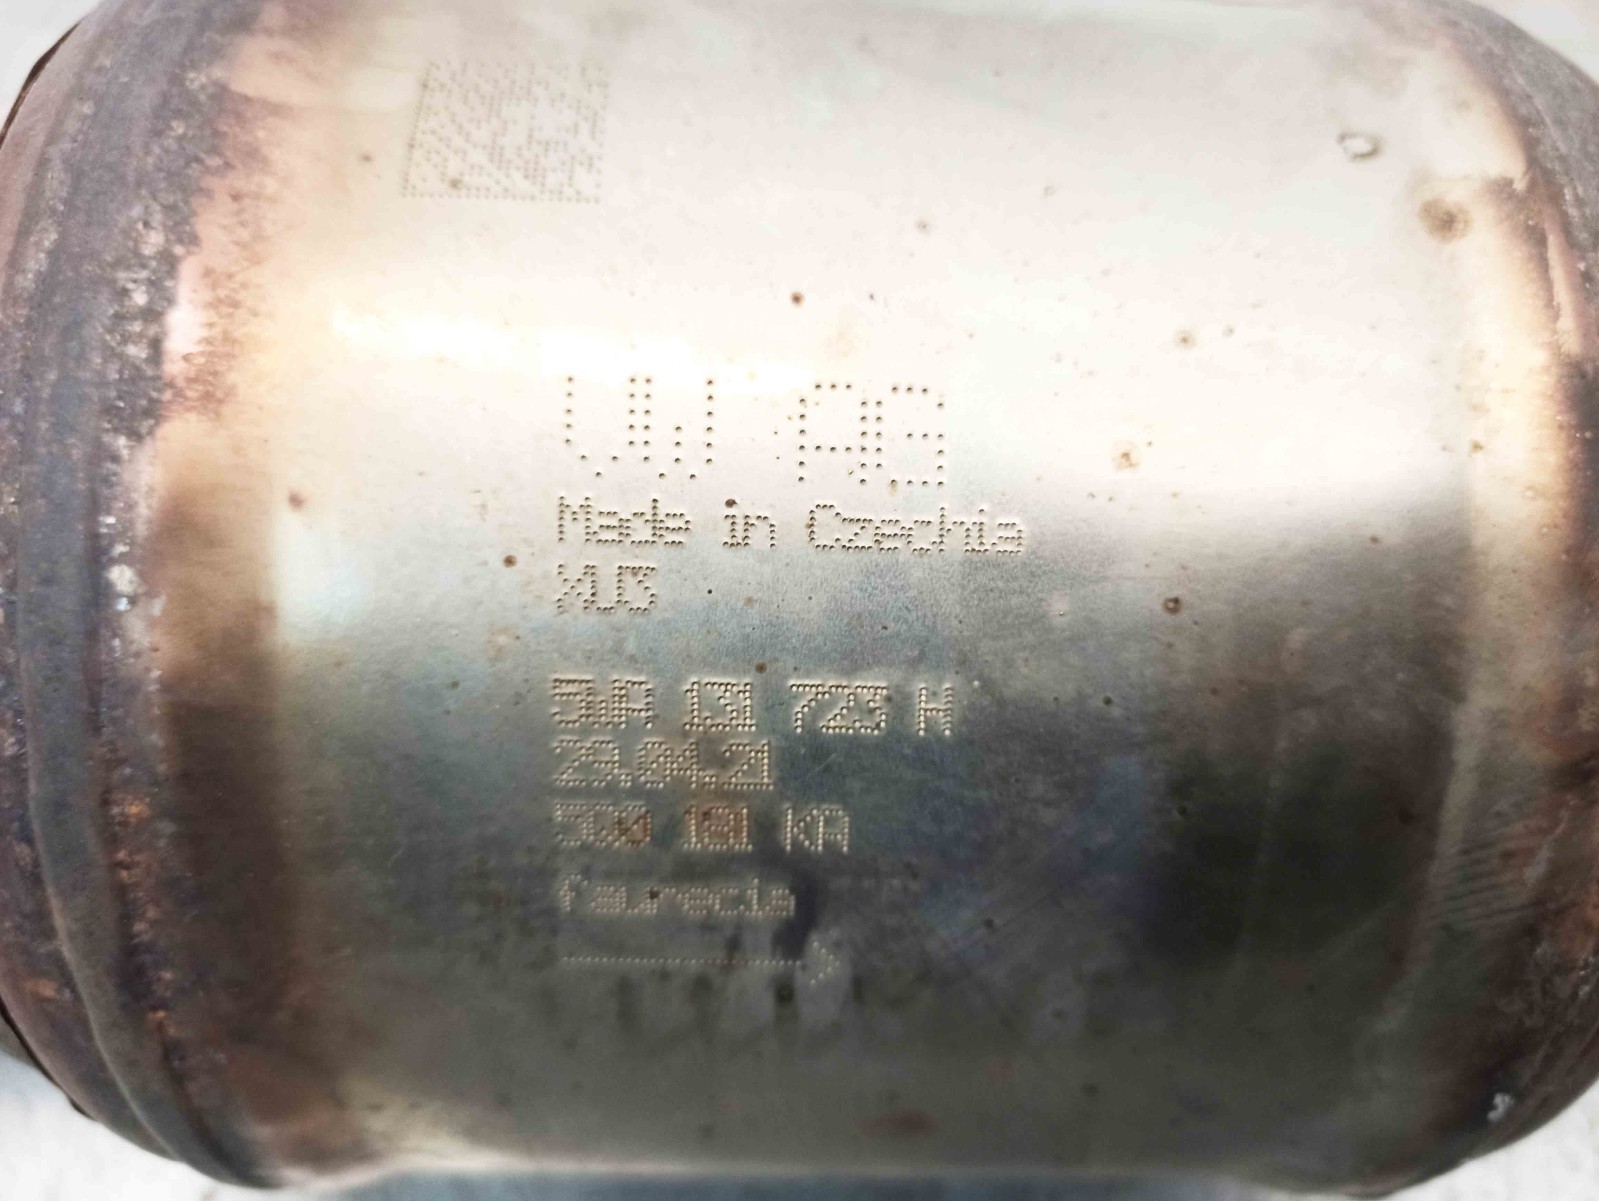 VW AG
Made in Czechia
XU3
5WA 131 723 H
29.04.21
500 181 KA
faurecia